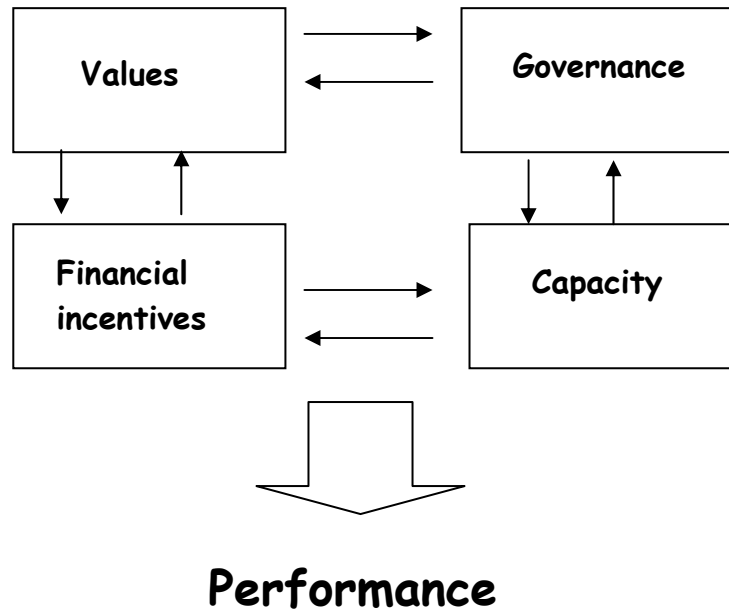 Values
Governance
Financial
incentives
Capacity
Performance